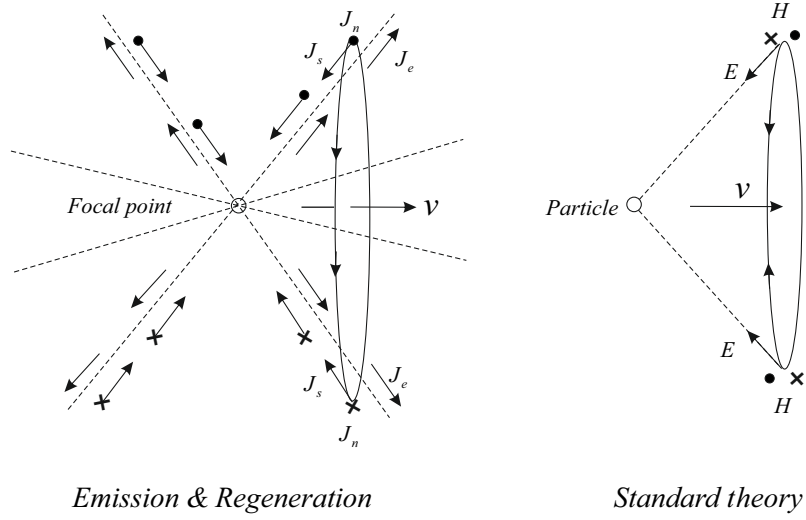 J_n
J_s
J_e
Focal point
v
J_s
J_e
J_n
Emission & Regeneration
H
E
v
Particle
E
H
Standard theory